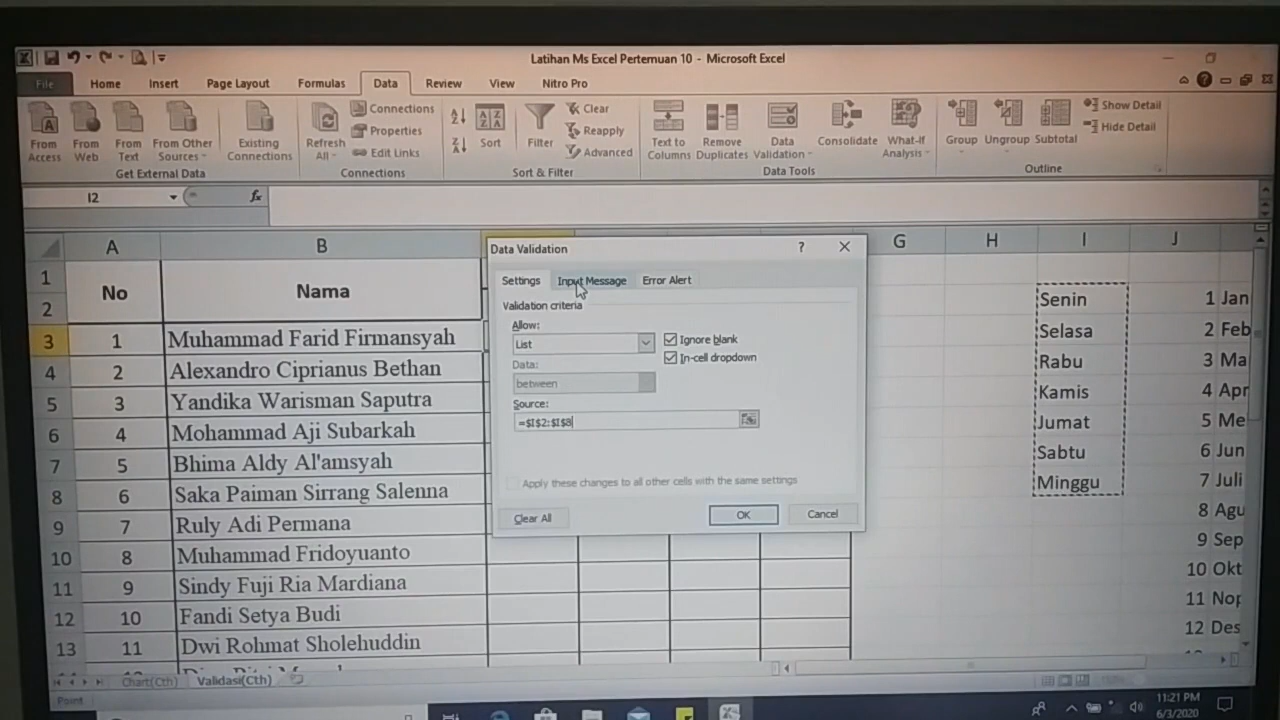 Latihan Ms Excel Pertemuan 10 - Microsoft Excel
File Home Insert Page Layout Formulas Data Review View Nitro Pro
From Access
From Web
From Text
From Other Sources
Existing Connections
Get External Data
Refresh All
Connections
Properties
Edit Links
Connections
Sort
Filter
Clear
Reapply
Advanced
Sort & Filter
Text to Columns
Remove Duplicates
Data Validation
Consolidate
What-If Analysis
Data Tools
Group
Ungroup
Subtotal
Show Detail
Hide Detail
Outline
I2 fx
A B G H I J
1
2
No Nama
3 1 Muhammad Farid Firmansyah
4 2 Alexandro Ciprianus Bethan
5 3 Yandika Warisman Saputra
6 4 Mohammad Aji Subarkah
7 5 Bhima Aldy Al'amsyah
8 6 Saka Paiman Sirrang Salenna
9 7 Ruly Adi Permana
10 8 Muhammad Fridoyuanto
11 9 Sindy Fuji Ria Mardiana
12 10 Fandi Setya Budi
13 11 Dwi Rohmat Sholehuddin
Data Validation ?
Settings Input Message Error Alert
Validation criteria
Allow:
List
Ignore blank
In-cell dropdown
Data:
between
Source:
=$I$2:$I$8
Apply these changes to all other cells with the same settings
Clear All OK Cancel
Senin 1 Jan
Selasa 2 Feb
Rabu 3 Ma
Kamis 4 Apr
Jumat 5 Me
Sabtu 6 Jun
Minggu 7 Juli
8 Agu
9 Sep
10 Okt
11 Nop
12 Des
Chart(Cth) Validasi(Cth)
Point
11:21 PM
6/3/2020